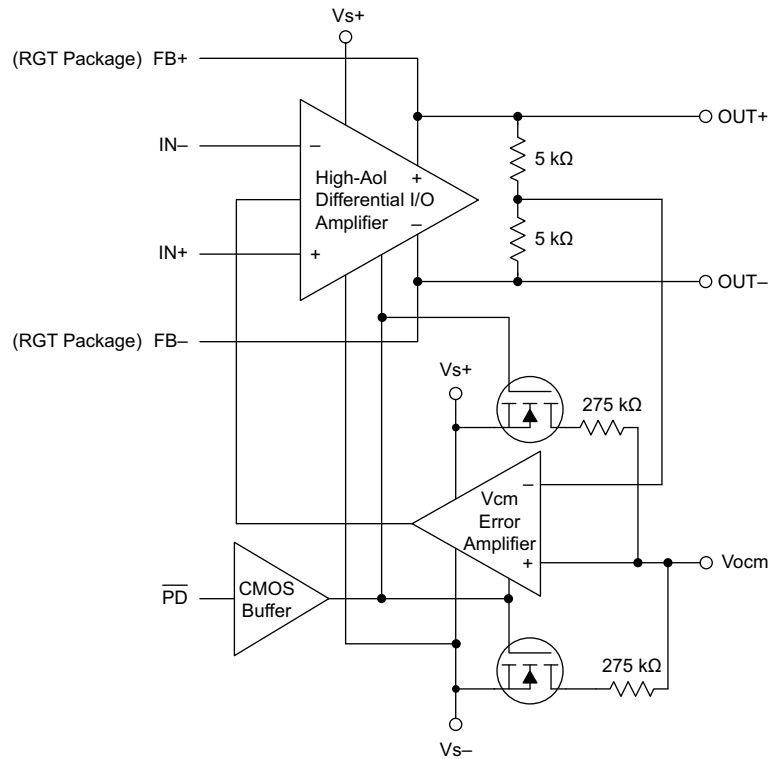 Vs+
(RGT Package) FB+
OUT+
IN–
–
+
5 kΩ
High-Aol
Differential I/O
Amplifier
–
5 kΩ
IN+
+
OUT–
(RGT Package) FB–
Vs+
275 kΩ
–
Vcm
Error
Amplifier
+
Vocm
PD
CMOS
Buffer
275 kΩ
Vs–